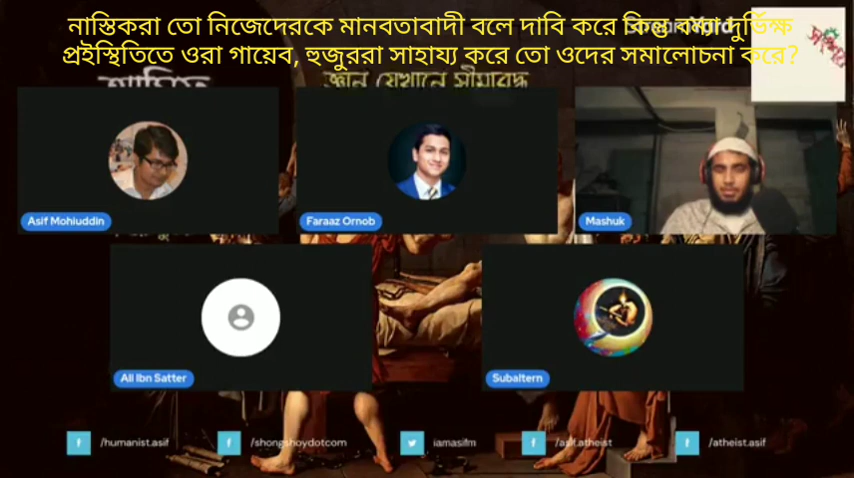 নাস্তিকরা তো নিজেদেরকে মানবতাবাদী বলে দাবি করে কিন্তু বন্যা দুর্ভিক্ষ
প্রইস্থিতিতে ওরা গায়েব, হুজুররা সাহায্য করে তো ওদের সমালোচনা করে?
জ্ঞান যেখানে সীমাবদ্ধ
Asif Mohiuddin
Faraaz Ornob
Mashuk
Ali Ibn Satter
Subaltern
/humanist.asif
/shongshoydotcom
iamasifm
/asif.atheist
/atheist.asif